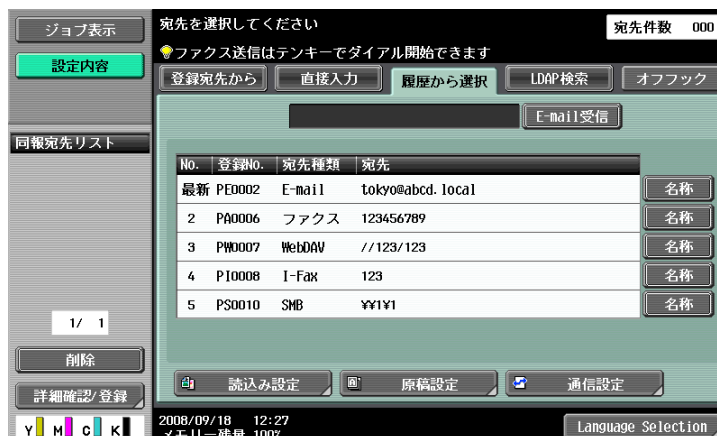 ジョブ表示
設定内容
同報宛先リスト
1/ 1
削除
詳細確認/登録
Y M C K
宛先を選択してください
宛先件数 000
ファクス送信はテンキーでダイアル開始できます
登録宛先から 直接入力 履歴から選択 LDAP検索 オフフック
E-mail受信
No. 登録No. 宛先種類 宛先
最新 PE0002 E-mail tokyo@abcd.local 名称
2 PA0006 ファクス 123456789 名称
3 PW0007 WebDAV //123/123 名称
4 PI0008 I-Fax 123 名称
5 PS0010 SMB ¥¥1¥1 名称
読込み設定 原稿設定 通信設定
2008/09/18 12:27
メモリー残量 100%
Language Selection